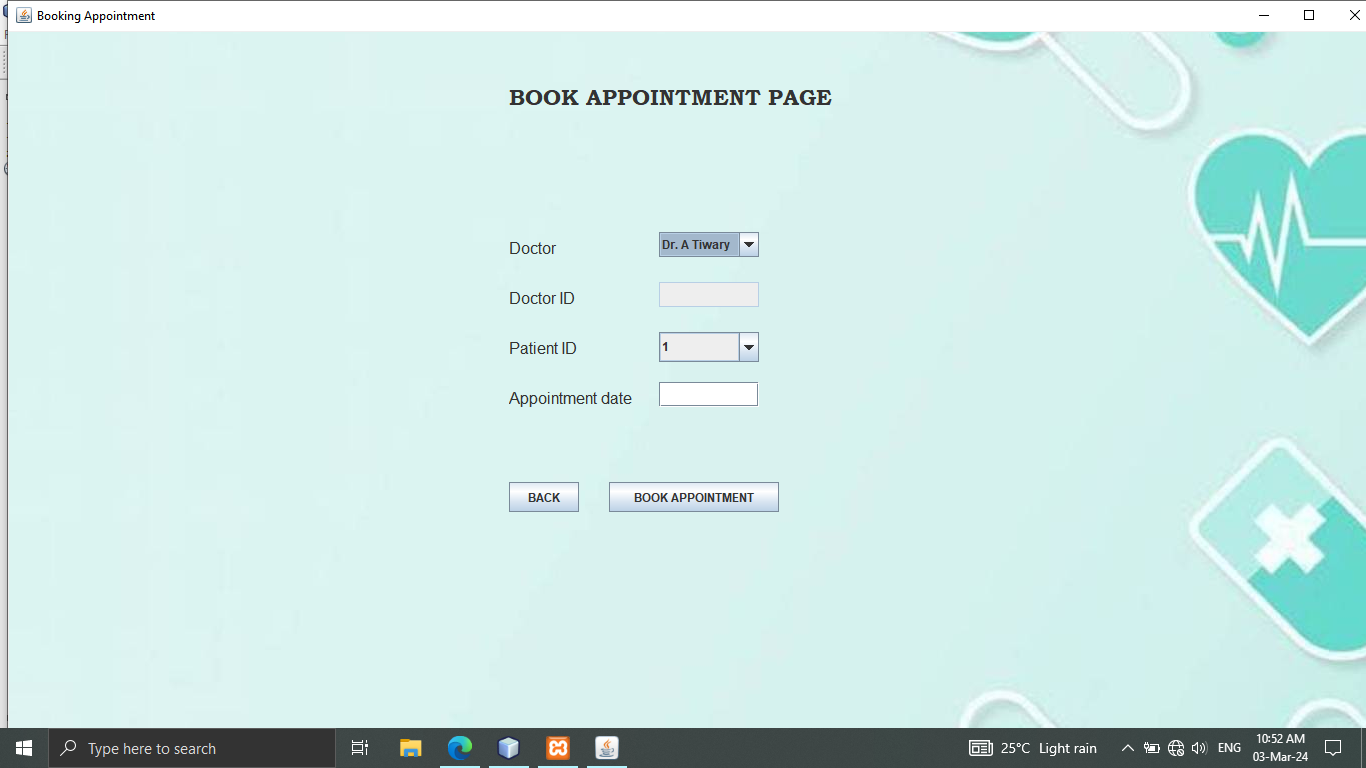 Booking Appointment
BOOK APPOINTMENT PAGE
Doctor
Dr. A Tiwary
Doctor ID
Patient ID
1
Appointment date
BACK
BOOK APPOINTMENT
Type here to search
25°C Light rain
ENG
10:52 AM
03-Mar-24